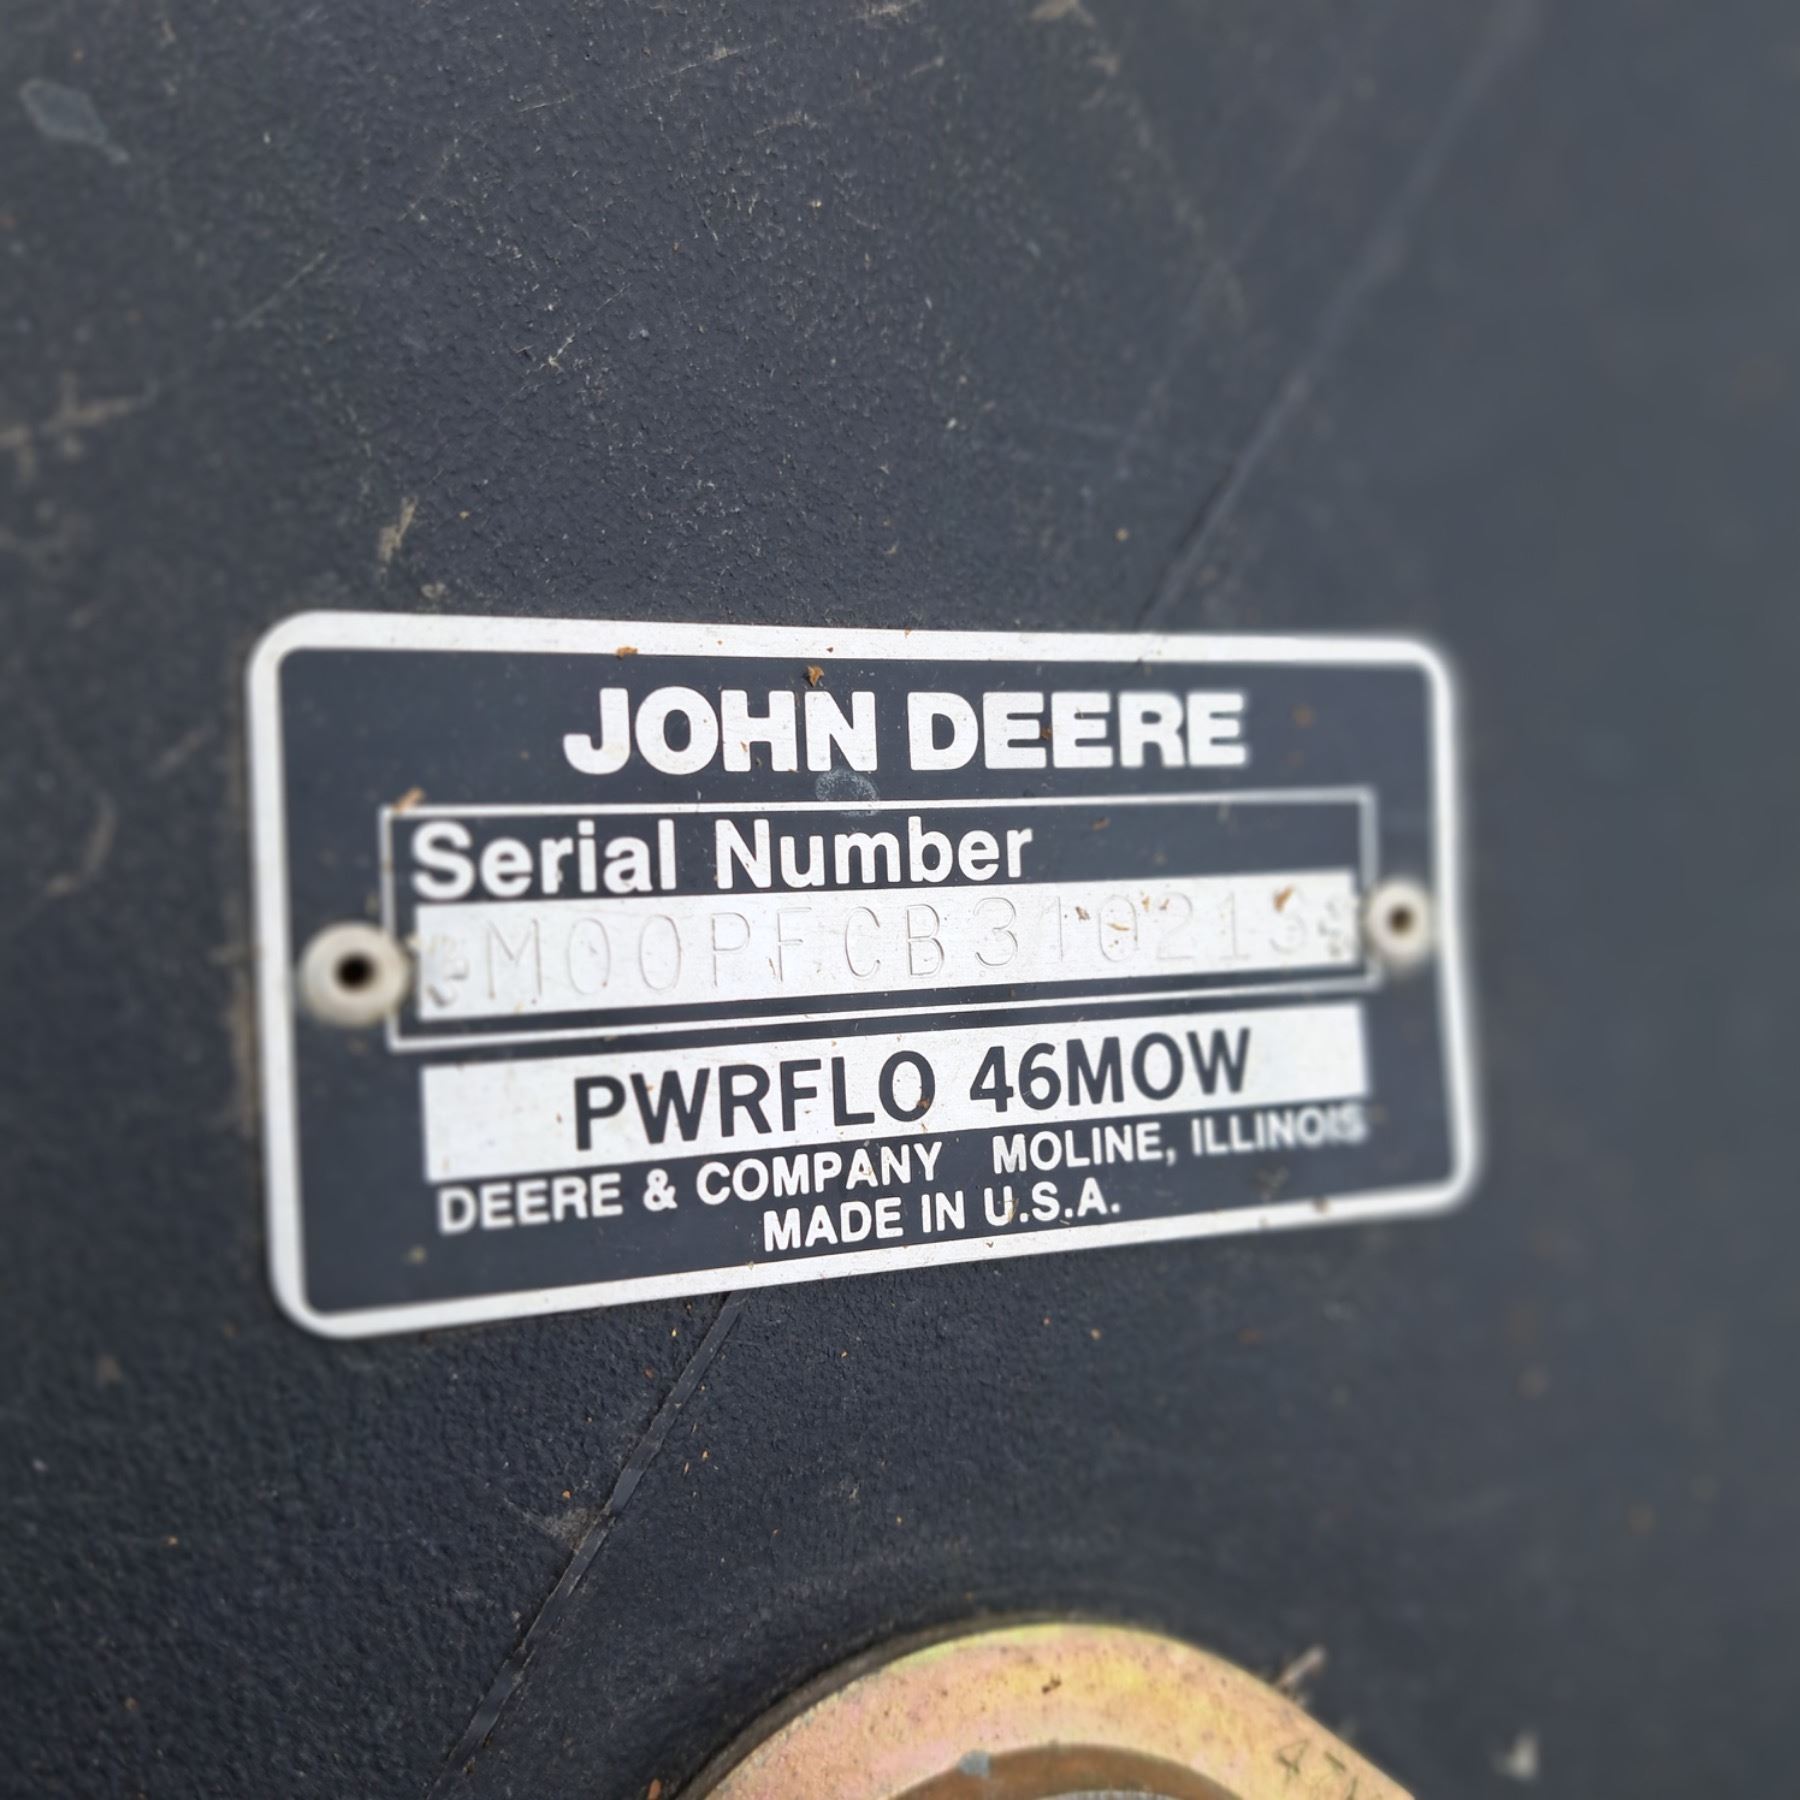 JOHN DEERE
Serial Number
M00PFCB310213
PWRFLO 46MOW
DEERE & COMPANY MOLINE, ILLINOIS
MADE IN U.S.A.